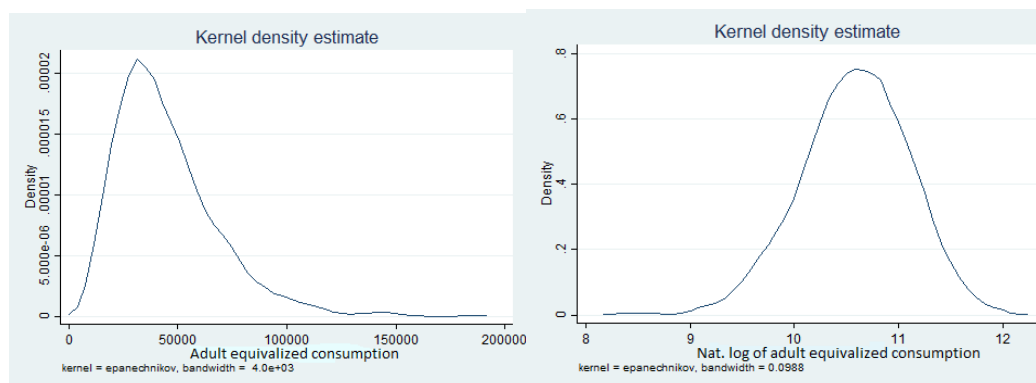 Kernel density estimate
Density
.00002
.000015
.00001
5.000e-06
0
0
50000
100000
150000
200000
Adult equivalized consumption
kernel = epanechnikov, bandwidth = 4.0e+03
Kernel density estimate
Density
.8
.6
.4
.2
0
8
9
10
11
12
Nat. log of adult equivalized consumption
kernel = epanechnikov, bandwidth = 0.0988